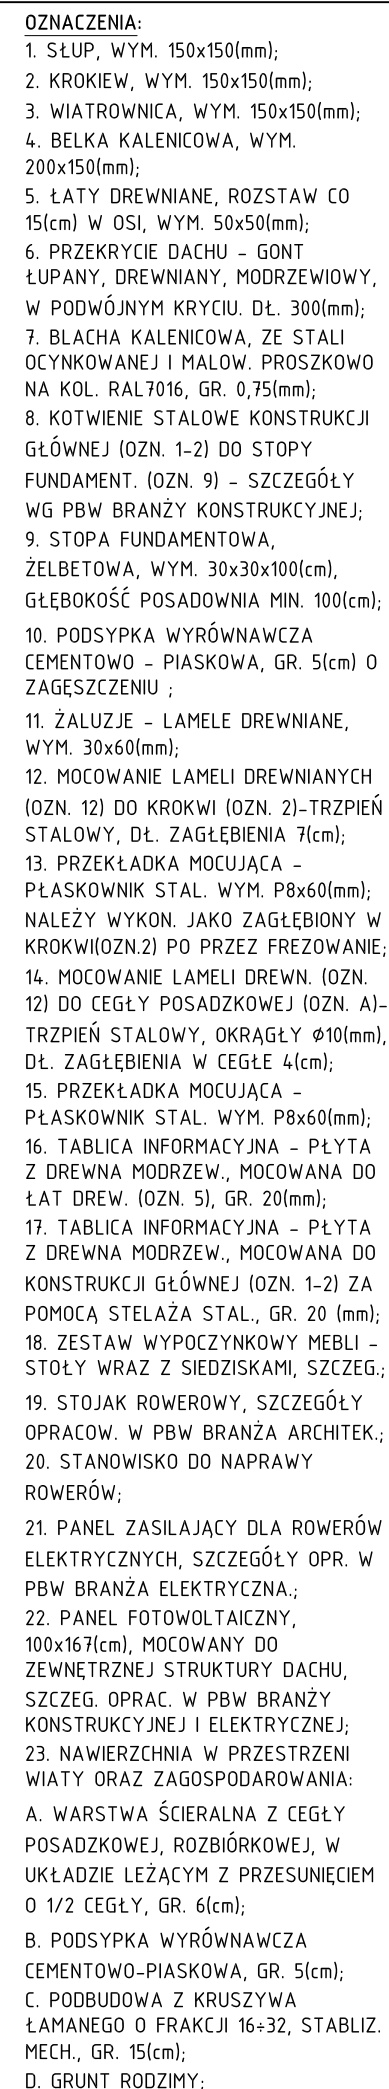 OZNACZENIA:
1. SŁUP, WYM. 150x150(mm);
2. KROKIEW, WYM. 150x150(mm);
3. WIATROWNICA, WYM. 150x150(mm);
4. BELKA KALENICOWA, WYM.
200x150(mm);
5. ŁATY DREWNIANE, ROZSTAW CO
15(cm) W OSI, WYM. 50x50(mm);
6. PRZEKRYCIE DACHU - GONT
ŁUPANY, DREWNIANY, MODRZEWIOWY,
W PODWÓJNYM KRYCIU. DŁ. 300(mm);
7. BLACHA KALENICOWA, ZE STALI
OCYNKOWANEJ I MALOW. PROSZKOWO
NA KOL. RAL7016, GR. 0,75(mm);
8. KOTWIENIE STALOWE KONSTRUKCJI
GŁÓWNEJ (OZN. 1-2) DO STOPY
FUNDAMENT. (OZN. 9) - SZCZEGÓŁY
WG PBW BRANŻY KONSTRUKCYJNEJ;
9. STOPA FUNDAMENTOWA,
ŻELBETOWA, WYM. 30x30x100(cm),
GŁĘBOKOŚĆ POSADOWNIA MIN. 100(cm);
10. PODSYPKA WYRÓWNAWCZA
CEMENTOWO - PIASKOWA, GR. 5(cm) O
ZAGĘSZCZENIU ;
11. ŻALUZJE - LAMELE DREWNIANE,
WYM. 30x60(mm);
12. MOCOWANIE LAMELI DREWNIANYCH
(OZN. 12) DO KROKWI (OZN. 2)-TRZPIEŃ
STALOWY, DŁ. ZAGŁĘBIENIA 7(cm);
13. PRZEKŁADKA MOCUJĄCA -
PŁASKOWNIK STAL. WYM. P8x60(mm);
NALEŻY WYKON. JAKO ZAGŁĘBIONY W
KROKWI(OZN.2) PO PRZEZ FREZOWANIE;
14. MOCOWANIE LAMELI DREWN. (OZN.
12) DO CEGŁY POSADZKOWEJ (OZN. A)-
TRZPIEŃ STALOWY, OKRĄGŁY Ø10(mm),
DŁ. ZAGŁĘBIENIA W CEGŁE 4(cm);
15. PRZEKŁADKA MOCUJĄCA -
PŁASKOWNIK STAL. WYM. P8x60(mm);
16. TABLICA INFORMACYJNA - PŁYTA
Z DREWNA MODRZEW., MOCOWANA DO
ŁAT DREW. (OZN. 5), GR. 20(mm);
17. TABLICA INFORMACYJNA - PŁYTA
Z DREWNA MODRZEW., MOCOWANA DO
KONSTRUKCJI GŁÓWNEJ (OZN. 1-2) ZA
POMOCĄ STELAŻA STAL., GR. 20 (mm);
18. ZESTAW WYPOCZYNKOWY MEBLI -
STOŁY WRAZ Z SIEDZISKAMI, SZCZEG.;
19. STOJAK ROWEROWY, SZCZEGÓŁY
OPRACOW. W PBW BRANŻA ARCHITEK.;
20. STANOWISKO DO NAPRAWY
ROWERÓW;
21. PANEL ZASILAJĄCY DLA ROWERÓW
ELEKTRYCZNYCH, SZCZEGÓŁY OPR. W
PBW BRANŻA ELEKTRYCZNA.;
22. PANEL FOTOWOLTAICZNY,
100x167(cm), MOCOWANY DO
ZEWNĘTRZNEJ STRUKTURY DACHU,
SZCZEG. OPRAC. W PBW BRANŻY
KONSTRUKCYJNEJ I ELEKTRYCZNEJ;
23. NAWIERZCHNIA W PRZESTRZENI
WIATY ORAZ ZAGOSPODAROWANIA:
A. WARSTWA ŚCIERALNA Z CEGŁY
POSADZKOWEJ, ROZBIÓRKOWEJ, W
UKŁADZIE LEŻĄCYM Z PRZESUNIĘCIEM
O 1/2 CEGŁY, GR. 6(cm);
B. PODSYPKA WYRÓWNAWCZA
CEMENTOWO-PIASKOWA, GR. 5(cm);
C. PODBUDOWA Z KRUSZYWA
ŁAMANEGO O FRAKCJI 16÷32, STABLIZ.
MECH., GR. 15(cm);
D. GRUNT RODZIMY;